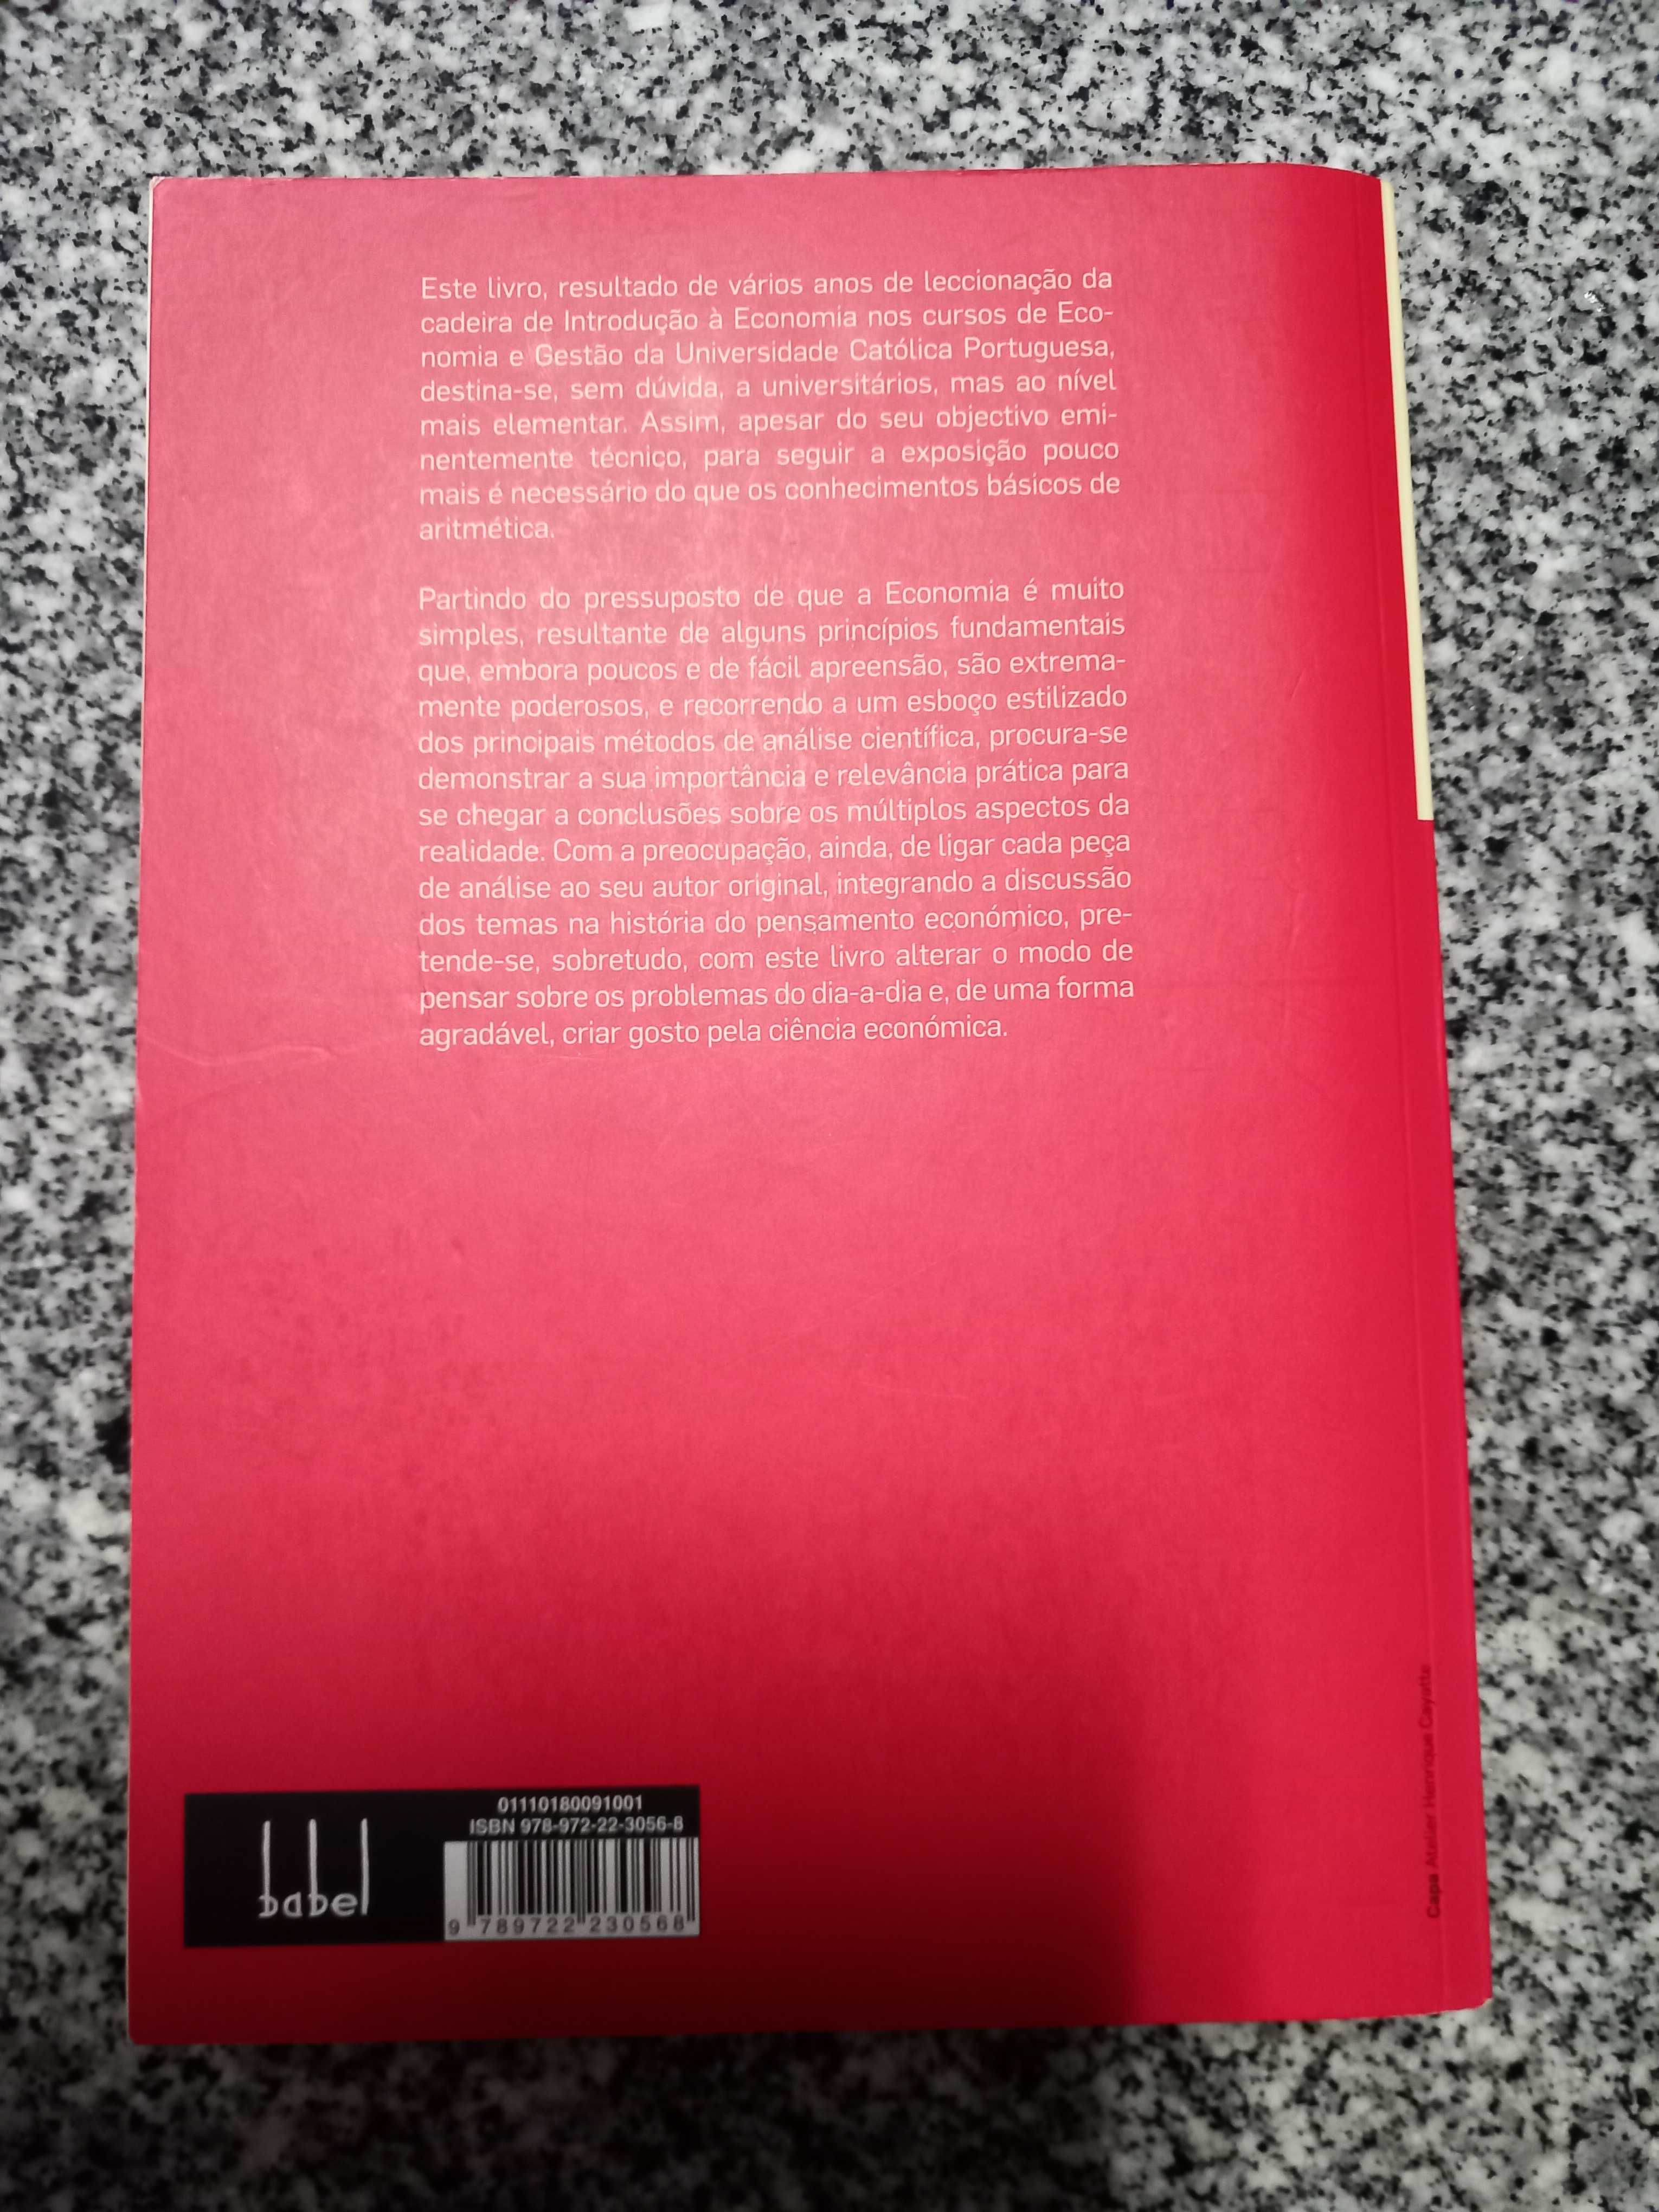 Este livro, resultado de vários anos de leccionação da
cadeira de Introdução à Economia nos cursos de Eco-
nomia e Gestão da Universidade Católica Portuguesa,
destina-se, sem dúvida, a universitários, mas ao nível
mais elementar. Assim, apesar do seu objectivo emi-
nentemente técnico, para seguir a exposição pouco
mais é necessário do que os conhecimentos básicos de
aritmética.
Partindo do pressuposto de que a Economia é muito
simples, resultante de alguns princípios fundamentais
que, embora poucos e de fácil apreensão, são extrema-
mente poderosos, e recorrendo a um esboço estilizado
dos principais métodos de análise científica, procura-se
demonstrar a sua importância e relevância prática para
se chegar a conclusões sobre os múltiplos aspectos da
realidade. Com a preocupação, ainda, de ligar cada peça
de análise ao seu autor original, integrando a discussão
dos temas na história do pensamento económico, pre-
tende-se, sobretudo, com este livro alterar o modo de
pensar sobre os problemas do dia-a-dia e, de uma forma
agradável, criar gosto pela ciência económica.
Capa Atelier Henrique Cayatte
babel
01110180091001
ISBN 978-972-22-3056-8
9 789722 230568